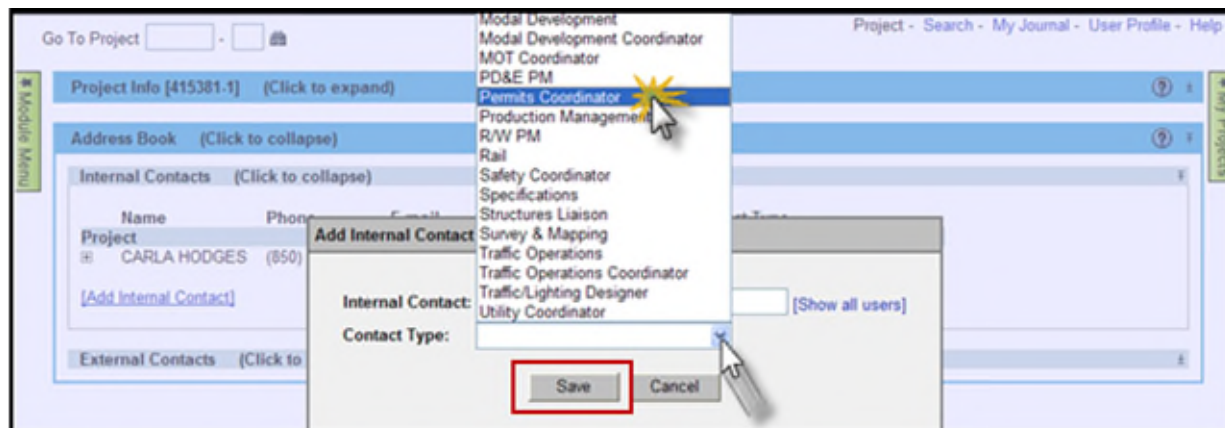 Go To Project - Project - Search - My Journal - User Profile - Help
Module Menu
My Projects
Project Info [415381-1] (Click to expand)
Address Book (Click to collapse)
Internal Contacts (Click to collapse)
Name Phone
Project
CARLA HODGES (850)
[Add Internal Contact]
External Contacts (Click to
Add Internal Contact
Internal Contact: [Show all users]
Contact Type:
Modal Development
Modal Development Coordinator
MOT Coordinator
PD&E PM
Permits Coordinator
Production Management
R/W PM
Rail
Safety Coordinator
Specifications
Structures Liaison
Survey & Mapping
Traffic Operations
Traffic Operations Coordinator
Traffic/Lighting Designer
Utility Coordinator
Save Cancel